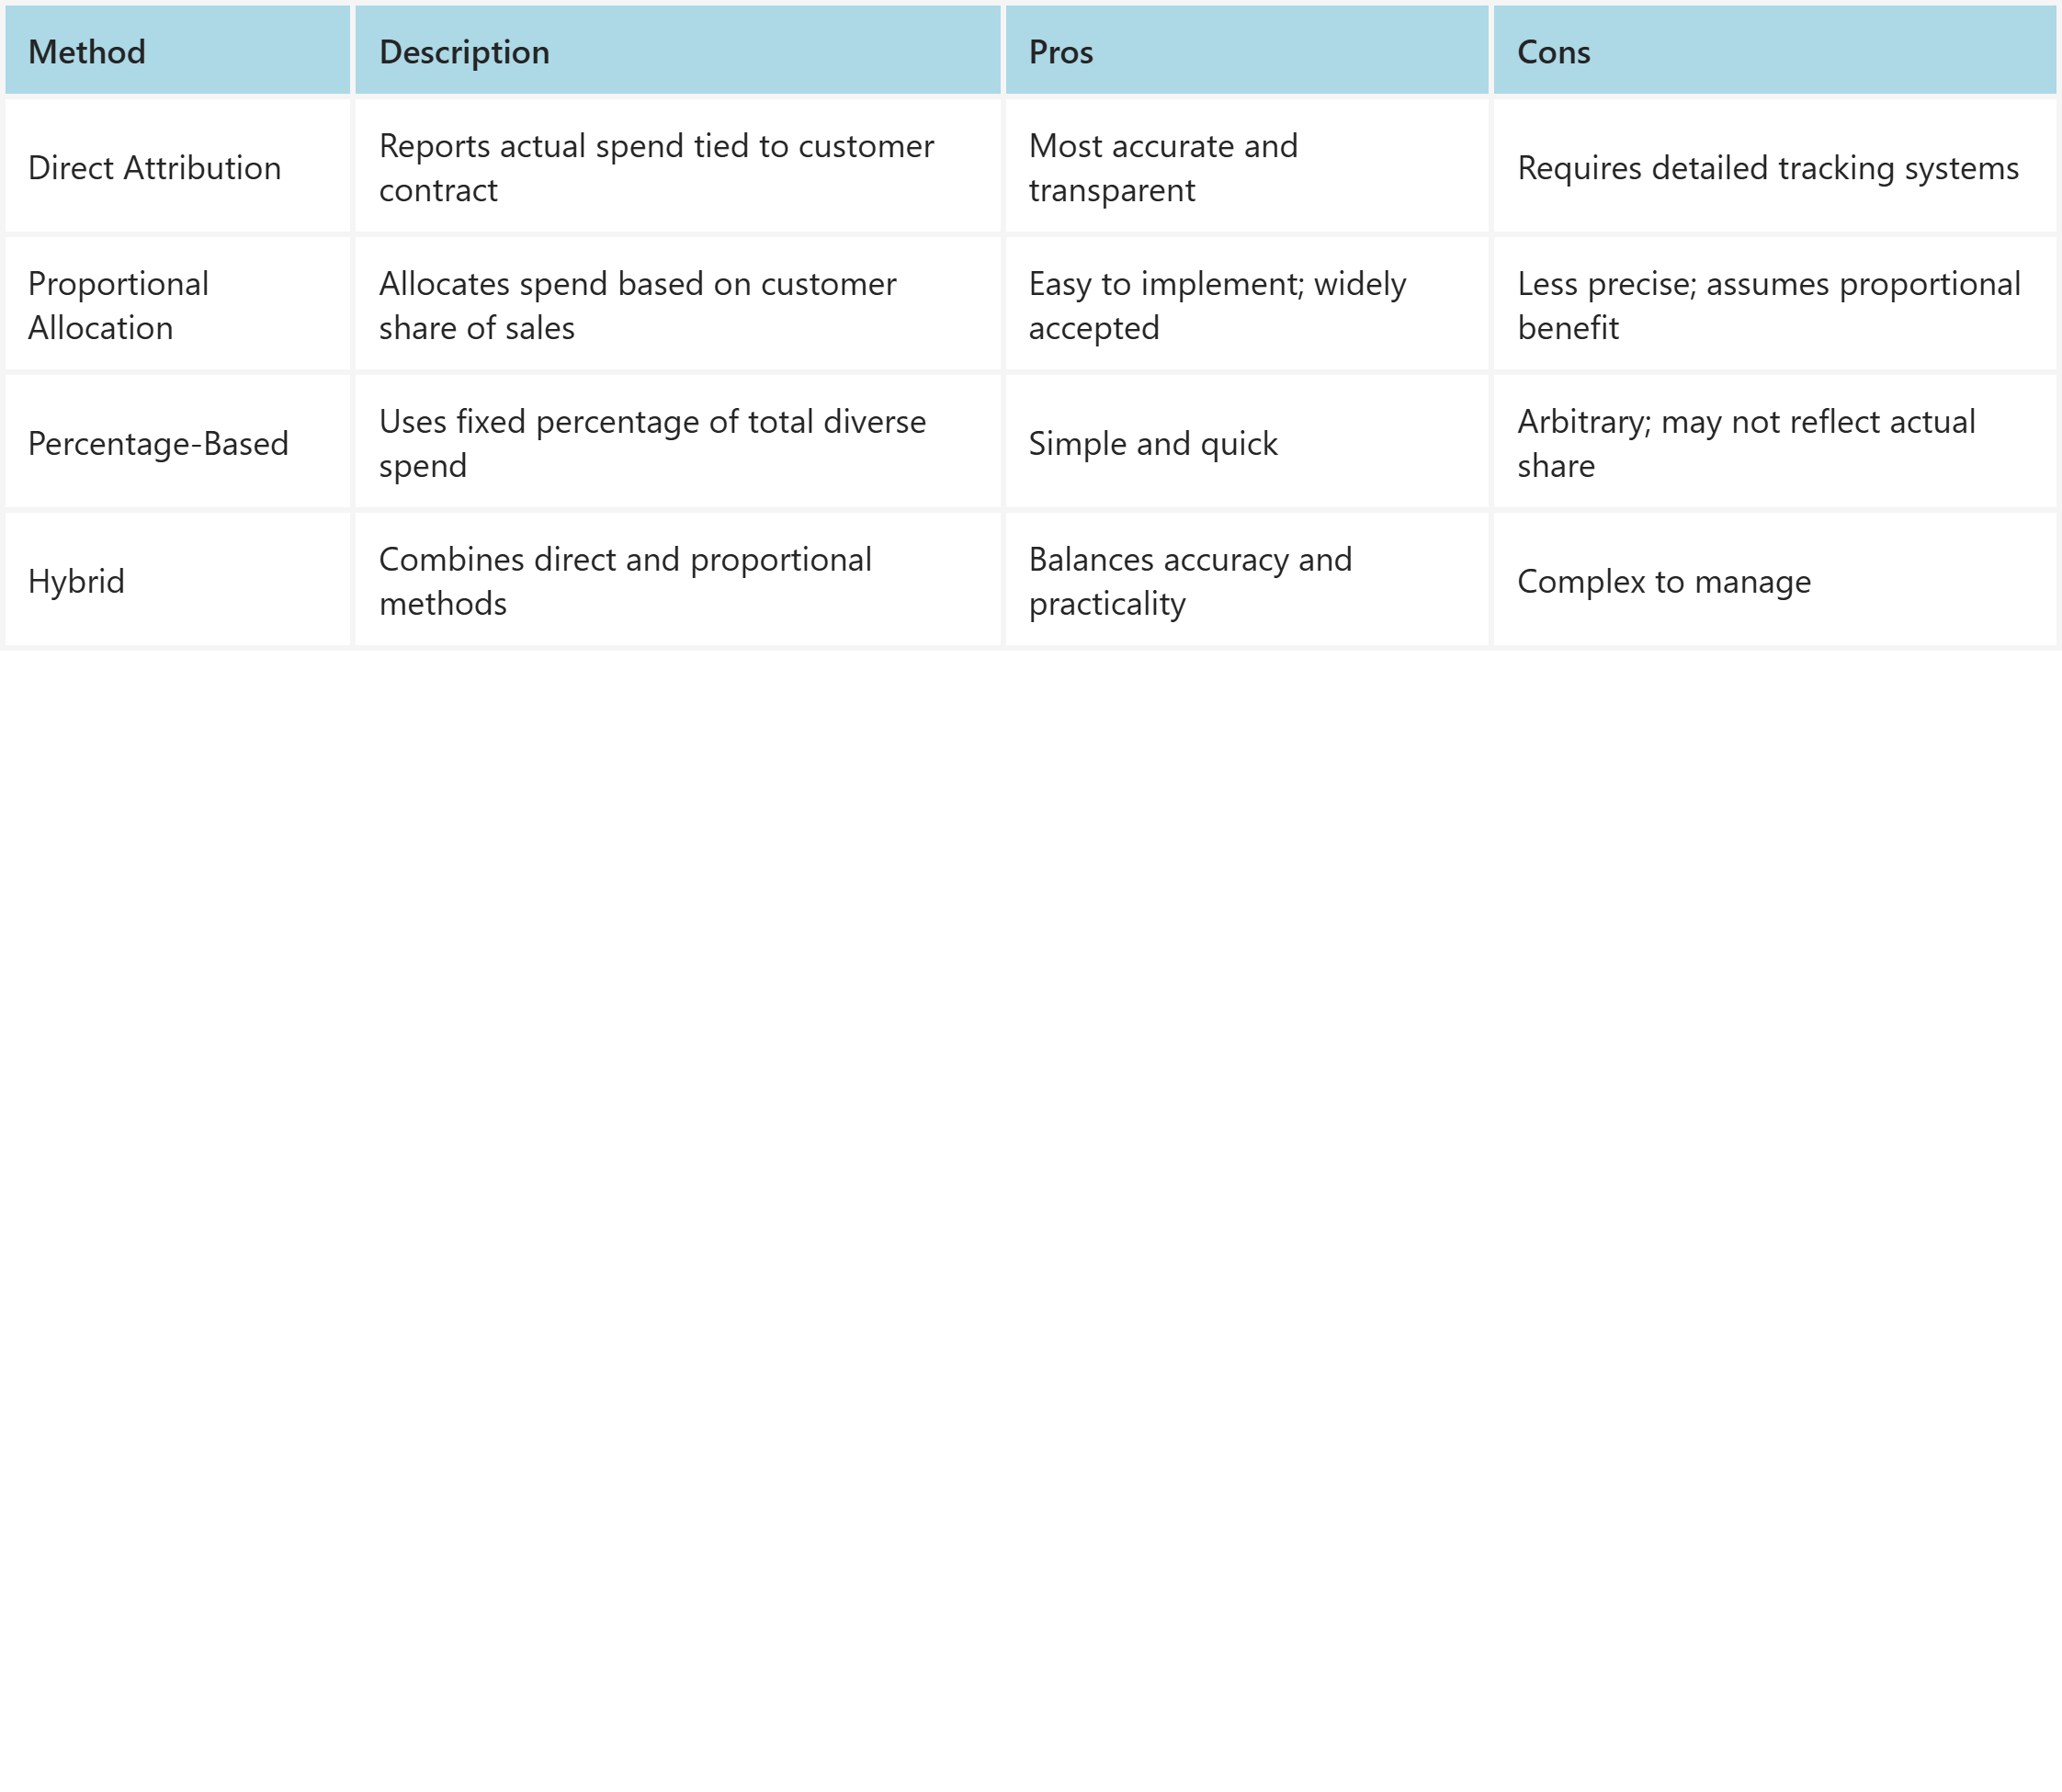 Method
Description
Pros
Cons
Direct Attribution
Reports actual spend tied to customer
contract
Most accurate and
transparent
Requires detailed tracking systems
Proportional
Allocation
Allocates spend based on customer
share of sales
Easy to implement; widely
accepted
Less precise; assumes proportional
benefit
Percentage-Based
Uses fixed percentage of total diverse
spend
Simple and quick
Arbitrary; may not reflect actual
share
Hybrid
Combines direct and proportional
methods
Balances accuracy and
practicality
Complex to manage